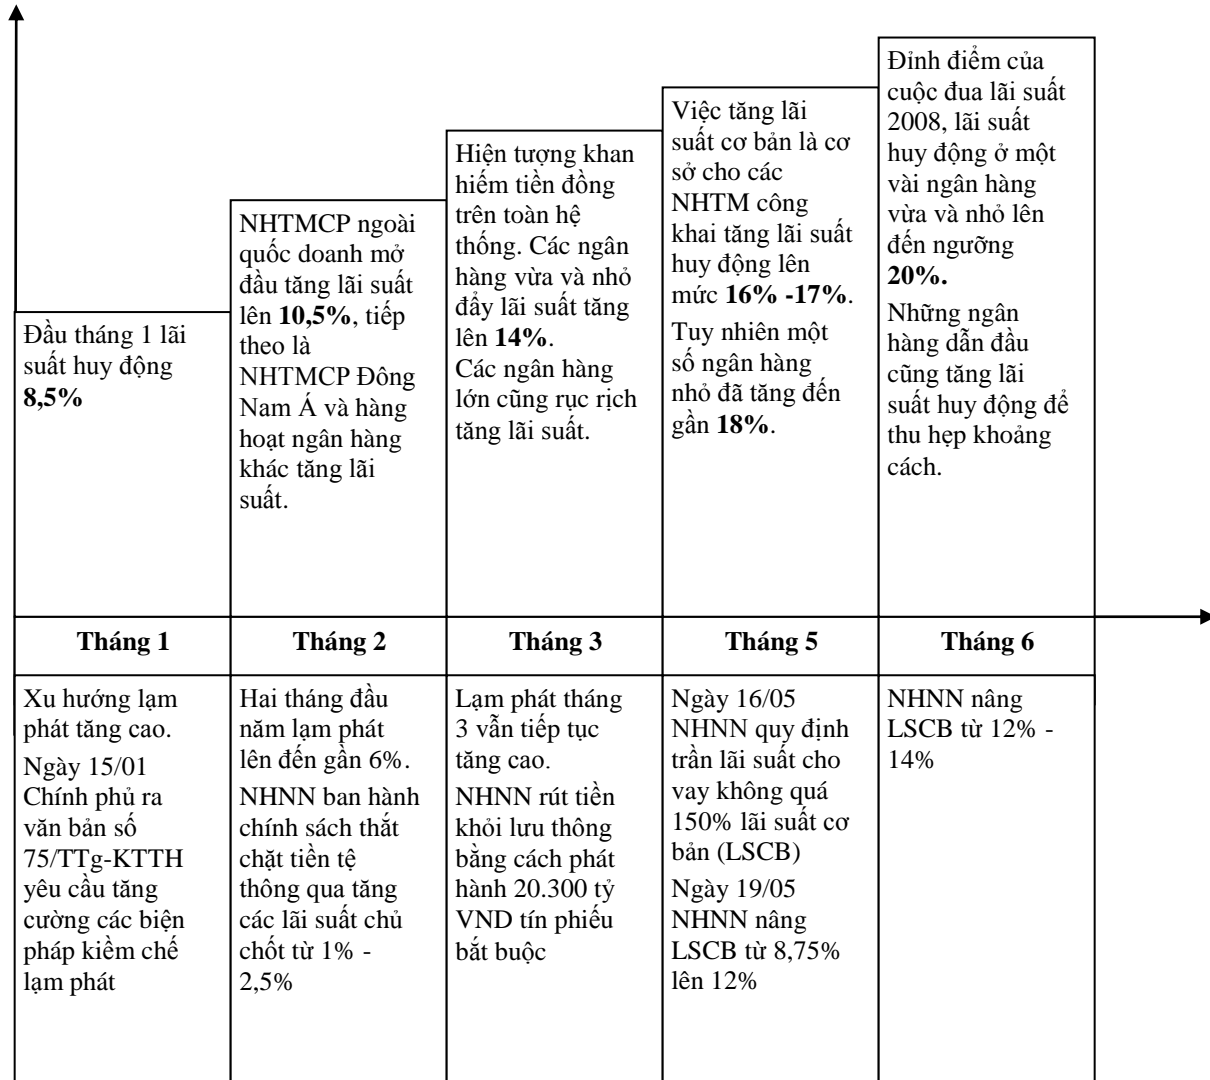 Đầu tháng 1 lãi
suất huy động
8,5%
NHTMCP ngoài
quốc doanh mở
đầu tăng lãi suất
lên 10,5%, tiếp
theo là
NHTMCP Đông
Nam Á và hàng
hoạt ngân hàng
khác tăng lãi
suất.
Hiện tượng khan
hiếm tiền đồng
trên toàn hệ
thống. Các ngân
hàng vừa và nhỏ
đẩy lãi suất tăng
lên 14%.
Các ngân hàng
lớn cũng rục rịch
tăng lãi suất.
Việc tăng lãi
suất cơ bản là cơ
sở cho các
NHTM công
khai tăng lãi suất
huy động lên
mức 16% -17%.
Tuy nhiên một
số ngân hàng
nhỏ đã tăng đến
gần 18%.
Đỉnh điểm của
cuộc đua lãi suất
2008, lãi suất
huy động ở một
vài ngân hàng
vừa và nhỏ lên
đến ngưỡng
20%.
Những ngân
hàng dẫn đầu
cũng tăng lãi
suất huy động để
thu hẹp khoảng
cách.
Tháng 1
Tháng 2
Tháng 3
Tháng 5
Tháng 6
Xu hướng lạm
phát tăng cao.
Ngày 15/01
Chính phủ ra
văn bản số
75/TTg-KTTH
yêu cầu tăng
cường các biện
pháp kiềm chế
lạm phát
Hai tháng đầu
năm lạm phát
lên đến gần 6%.
NHNN ban hành
chính sách thắt
chặt tiền tệ
thông qua tăng
các lãi suất chủ
chốt từ 1% -
2,5%
Lạm phát tháng
3 vẫn tiếp tục
tăng cao.
NHNN rút tiền
khỏi lưu thông
bằng cách phát
hành 20.300 tỷ
VND tín phiếu
bắt buộc
Ngày 16/05
NHNN quy định
trần lãi suất cho
vay không quá
150% lãi suất cơ
bản (LSCB)
Ngày 19/05
NHNN nâng
LSCB từ 8,75%
lên 12%
NHNN nâng
LSCB từ 12% -
14%